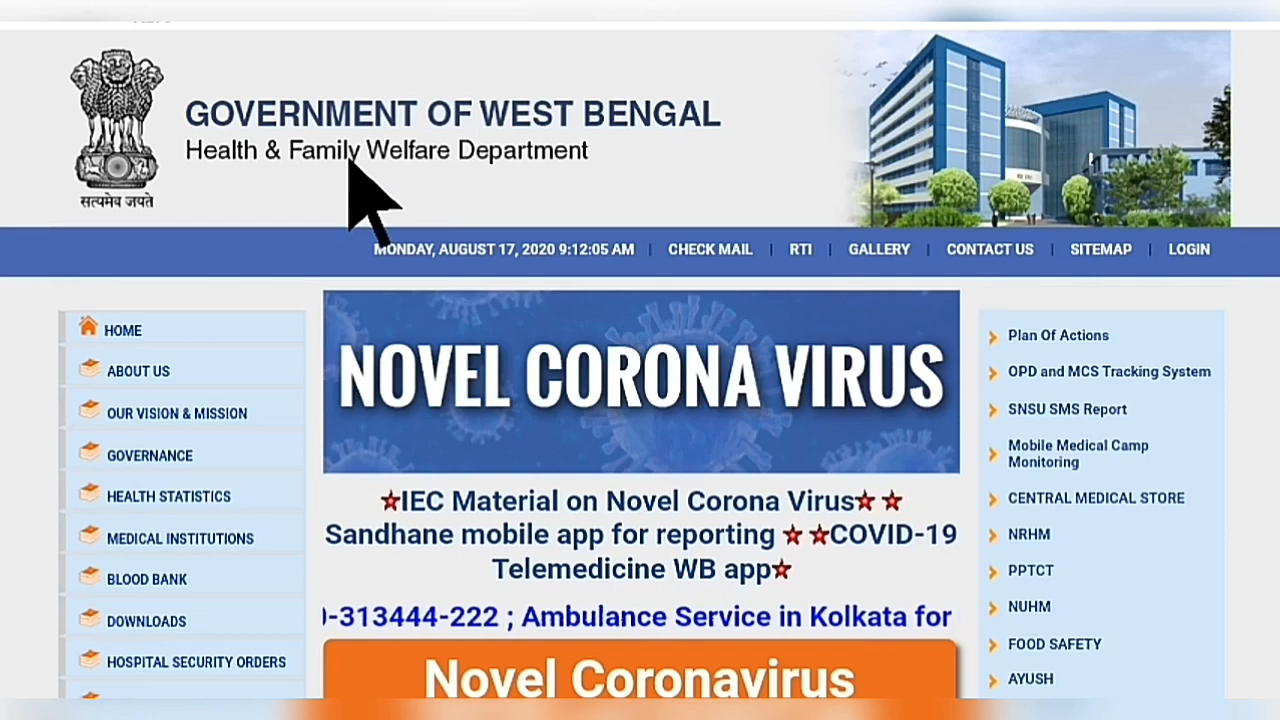 GOVERNMENT OF WEST BENGAL
Health & Family Welfare Department
सत्यमेव जयते
MONDAY, AUGUST 17, 2020 9:12:05 AM | CHECK MAIL | RTI | GALLERY | CONTACT US | SITEMAP | LOGIN
HOME
ABOUT US
OUR VISION & MISSION
GOVERNANCE
HEALTH STATISTICS
MEDICAL INSTITUTIONS
BLOOD BANK
DOWNLOADS
HOSPITAL SECURITY ORDERS
NOVEL CORONA VIRUS
IEC Material on Novel Corona Virus
Sandhane mobile app for reporting COVID-19
Telemedicine WB app
-313444-222 ; Ambulance Service in Kolkata for
Novel Coronavirus
Plan Of Actions
OPD and MCS Tracking System
SNSU SMS Report
Mobile Medical Camp
Monitoring
CENTRAL MEDICAL STORE
NRHM
PPTCT
NUHM
FOOD SAFETY
AYUSH